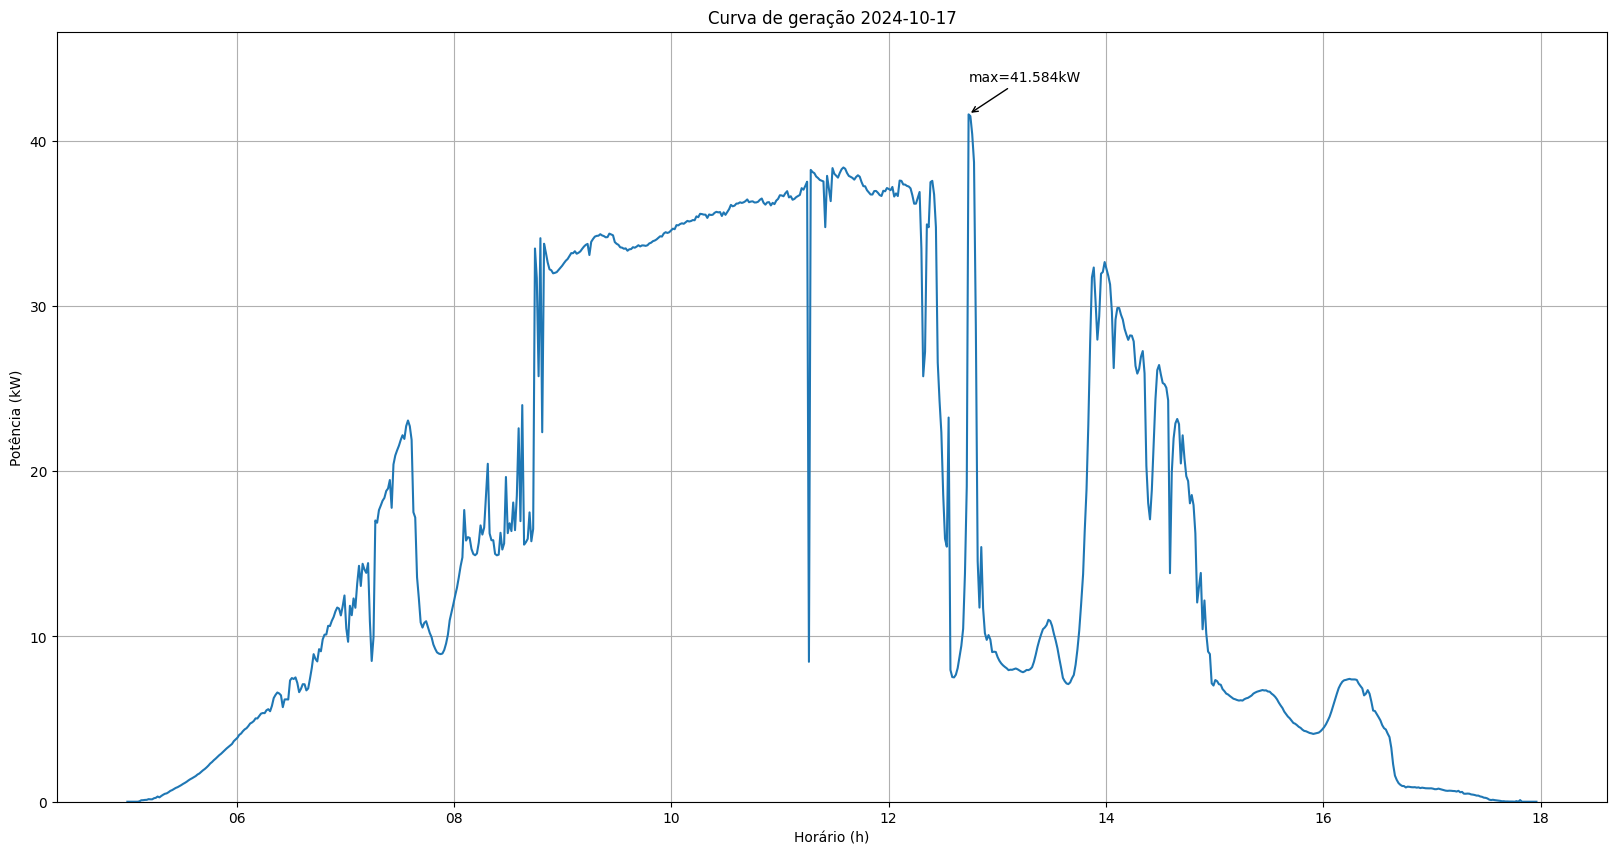 Curva de geração 2024-10-17
max=41.584kW
40
30
20
10
0
Potência (kW)
06 08 10 12 14 16 18
Horário (h)